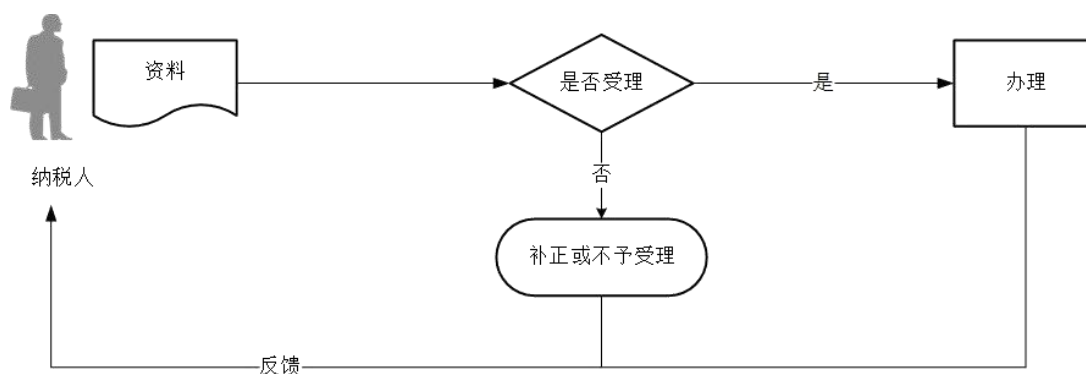 资料
是否受理
是
办理
纳税人
否
补正或不予受理
反馈